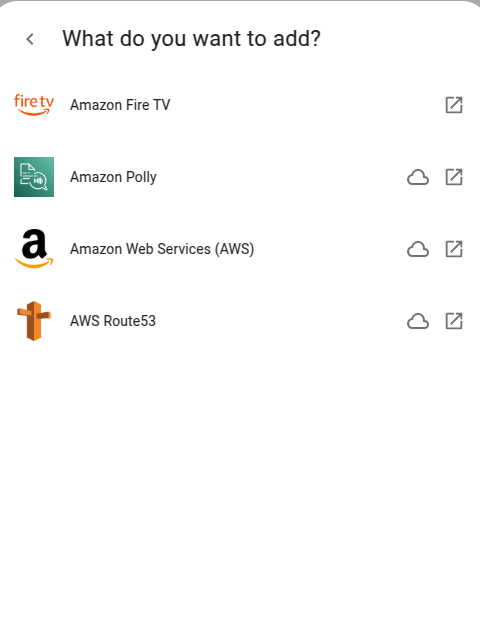 What do you want to add?
fire tv
Amazon Fire TV
Amazon Polly
a
Amazon Web Services (AWS)
AWS Route53